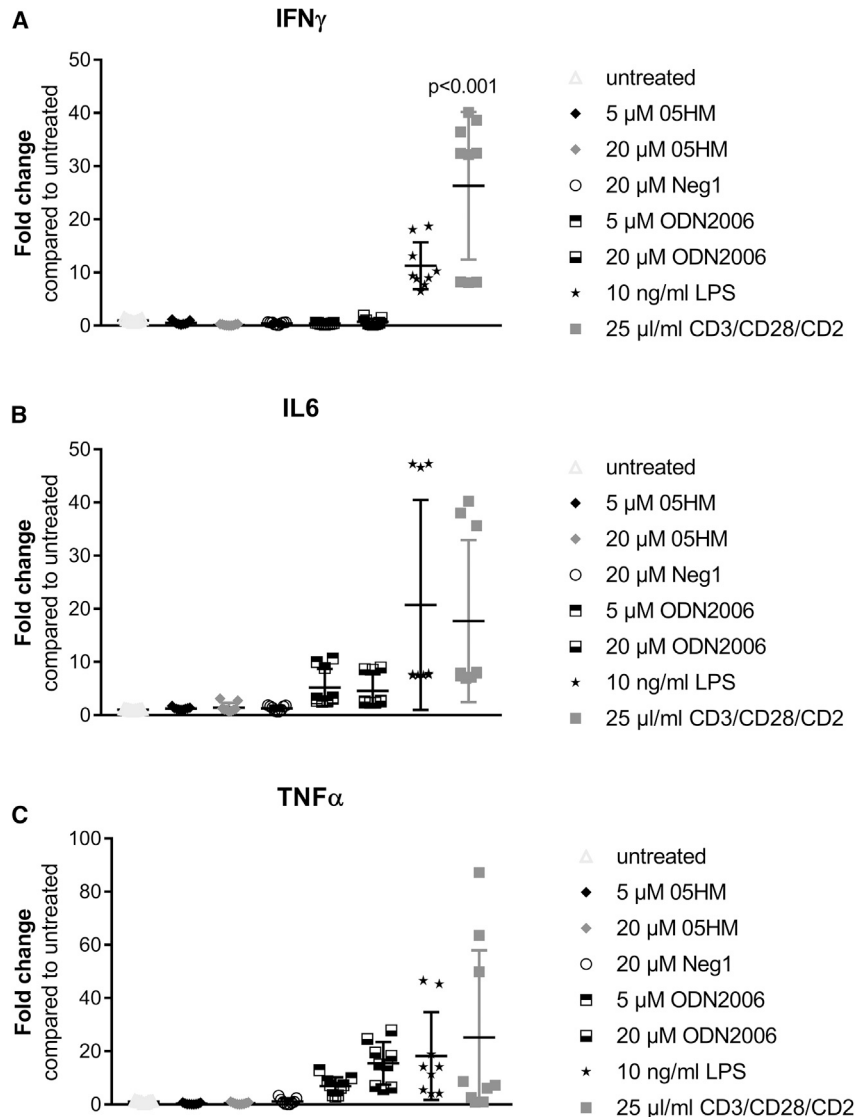 A
IFNγ
Fold change
compared to untreated
50
40
30
20
10
0
p<0.001
untreated
5 µM 05HM
20 µM 05HM
20 µM Neg1
5 µM ODN2006
20 µM ODN2006
10 ng/ml LPS
25 µl/ml CD3/CD28/CD2
B
IL6
Fold change
compared to untreated
50
40
30
20
10
0
untreated
5 µM 05HM
20 µM 05HM
20 µM Neg1
5 µM ODN2006
20 µM ODN2006
10 ng/ml LPS
25 µl/ml CD3/CD28/CD2
C
TNFα
Fold change
compared to untreated
100
80
60
40
20
0
untreated
5 µM 05HM
20 µM 05HM
20 µM Neg1
5 µM ODN2006
20 µM ODN2006
10 ng/ml LPS
25 µl/ml CD3/CD28/CD2